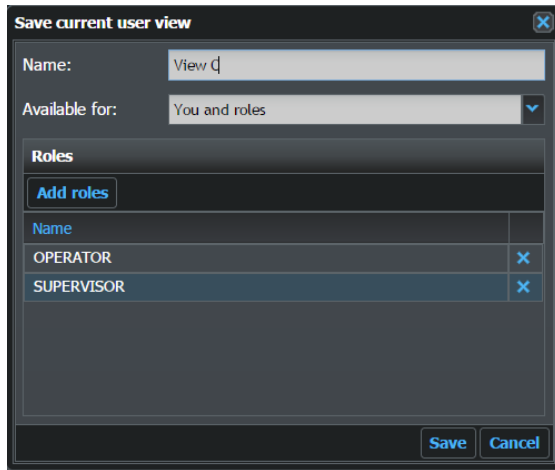 Save current user view
Name: View C
Available for: You and roles
Roles
Add roles
Name
OPERATOR
SUPERVISOR
Save Cancel